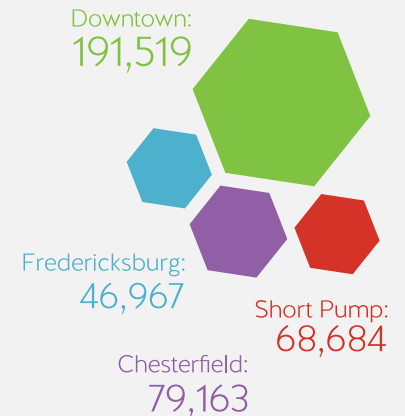 Downtown:
191,519
Fredericksburg:
46,967
Short Pump:
68,684
Chesterfield:
79,163